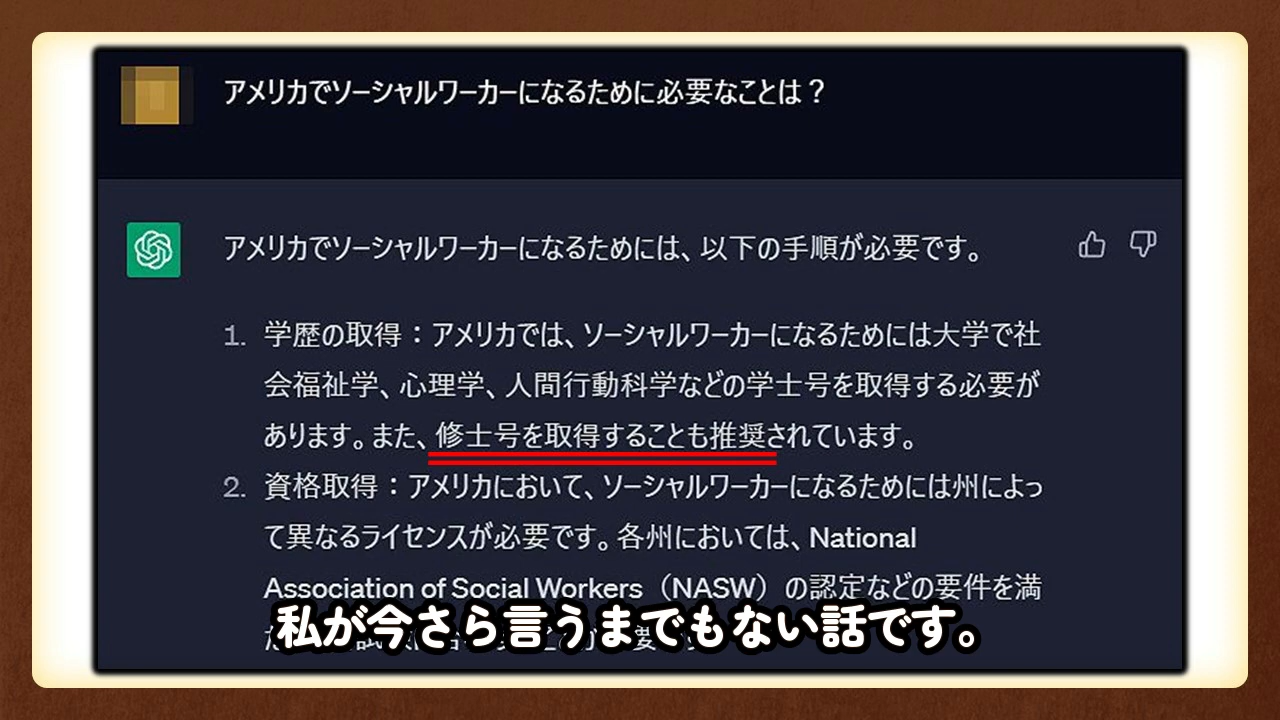 アメリカでソーシャルワーカーになるために必要なことは？
アメリカでソーシャルワーカーになるためには、以下の手順が必要です。
1. 学歴の取得：アメリカでは、ソーシャルワーカーになるためには大学で社
会福祉学、心理学、人間行動科学などの学士号を取得する必要が
あります。また、修士号を取得することも推奨されています。
2. 資格取得：アメリカにおいて、ソーシャルワーカーになるためには州によっ
て異なるライセンスが必要です。各州においては、National
Association of Social Workers（NASW）の認定などの要件を満
私が今さら言うまでもない話です。